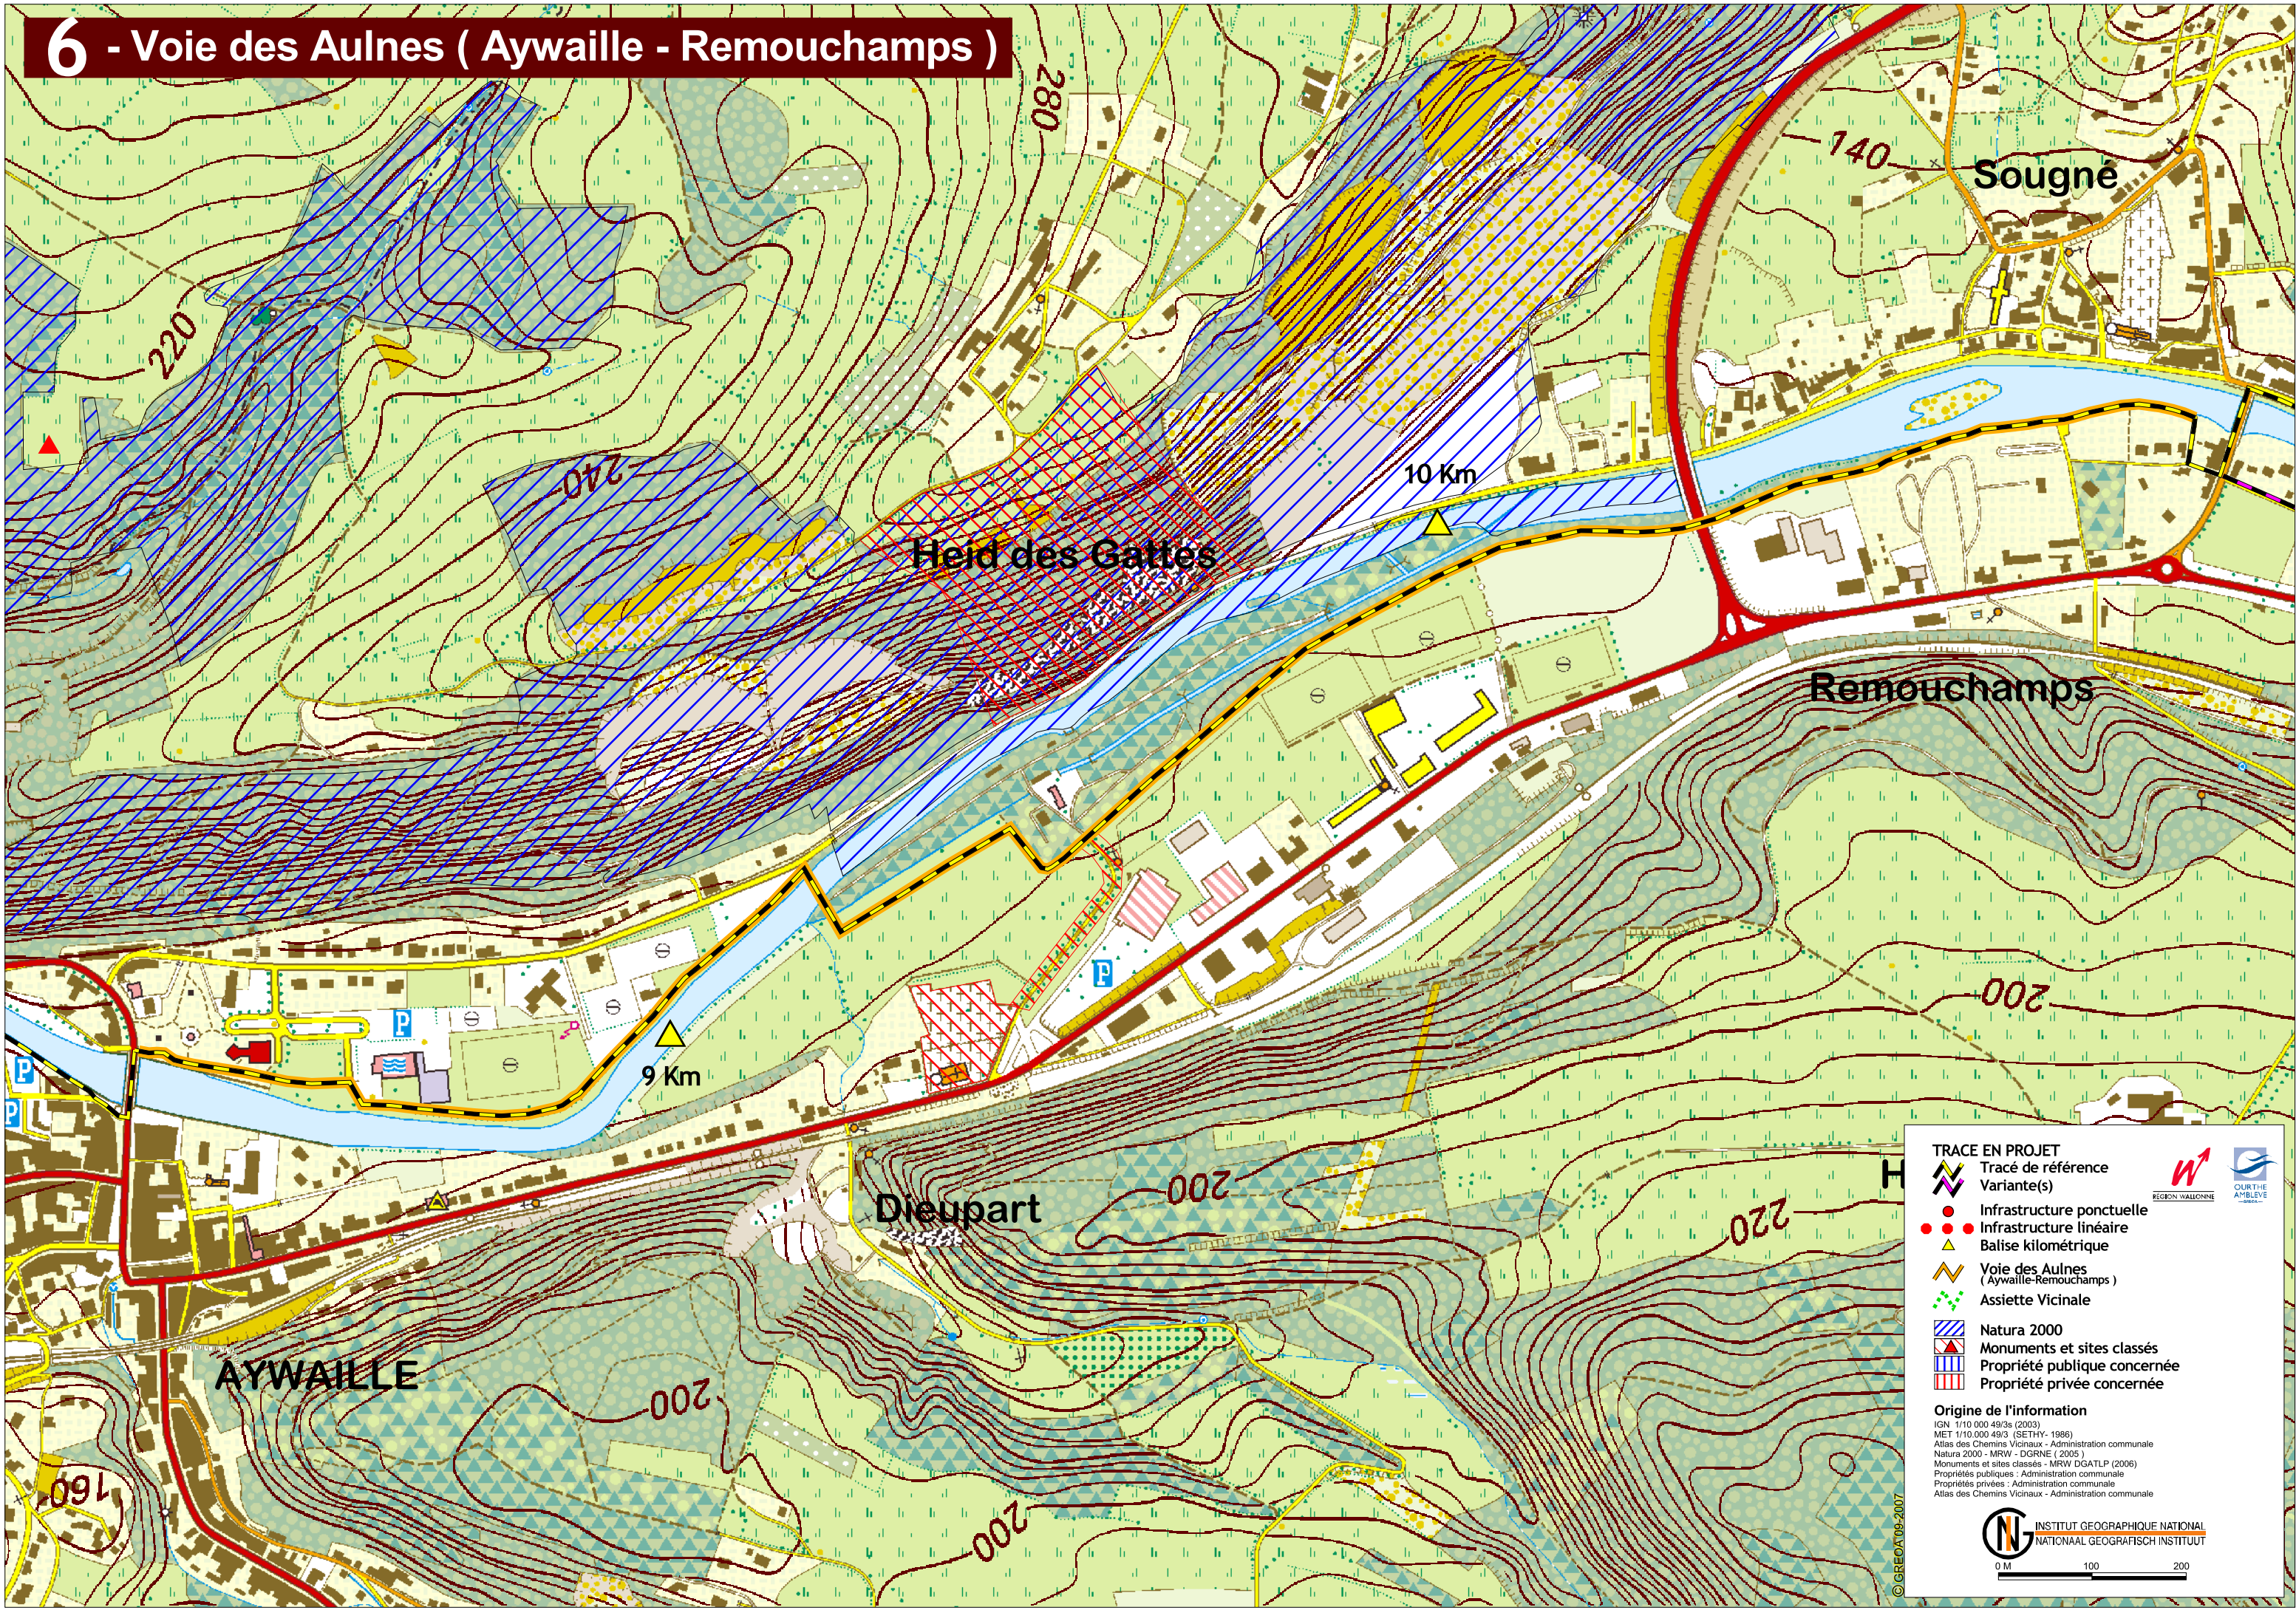 6 - Voie des Aulnes ( Aywaille - Remouchamps )
280
140
Sougné
220
240
10 Km
Heid des Gattes
Remouchamps
200
P
P
9 Km
P
P
Dieupart
200
220
H
AYWAILLE
200
160
200
TRACE EN PROJET
Tracé de référence
Variante(s)
Infrastructure ponctuelle
Infrastructure linéaire
Balise kilométrique
Voie des Aulnes
( Aywaille-Remouchamps )
Assiette Vicinale
Natura 2000
Monuments et sites classés
Propriété publique concernée
Propriété privée concernée
W
REGION WALLONNE
OURTHE
AMBLEVE
Origine de l'information
IGN 1/10 000 49/3s (2003)
MET 1/10.000 49/3 (SETHY- 1986)
Atlas des Chemins Vicinaux - Administration communale
Natura 2000 - MRW - DGRNE ( 2005 )
Monuments et sites classés - MRW DGATLP (2006)
Propriétés publiques : Administration communale
Propriétés privées : Administration communale
Atlas des Chemins Vicinaux - Administration communale
© GREOA 09-2007
INSTITUT GEOGRAPHIQUE NATIONAL
NATIONAAL GEOGRAFISCH INSTITUUT
0 M 100 200